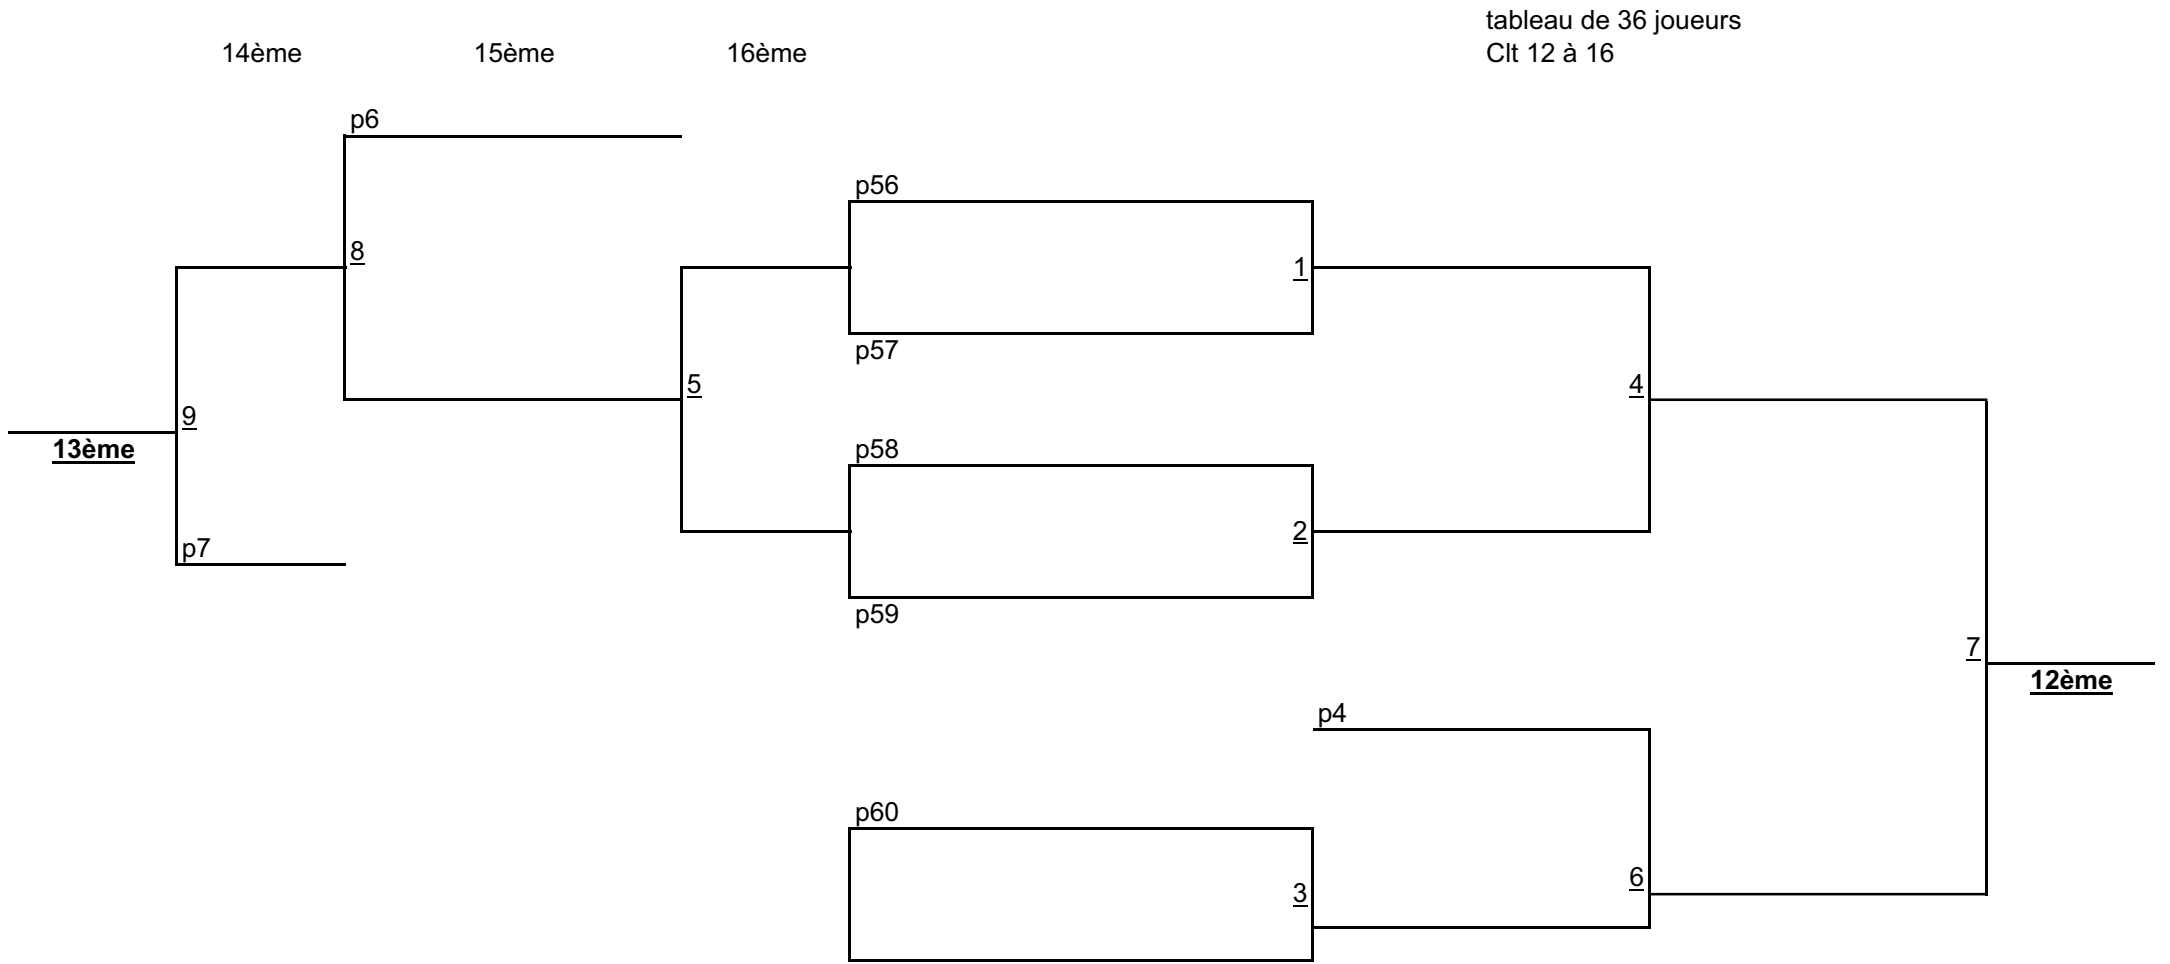 tableau de 36 joueurs
14ème 15ème 16ème Clt 12 à 16
p6
p56
8
1
p57
5 4
9
13ème p58
2
p7
p59
7
12ème
p4
p60
6
3